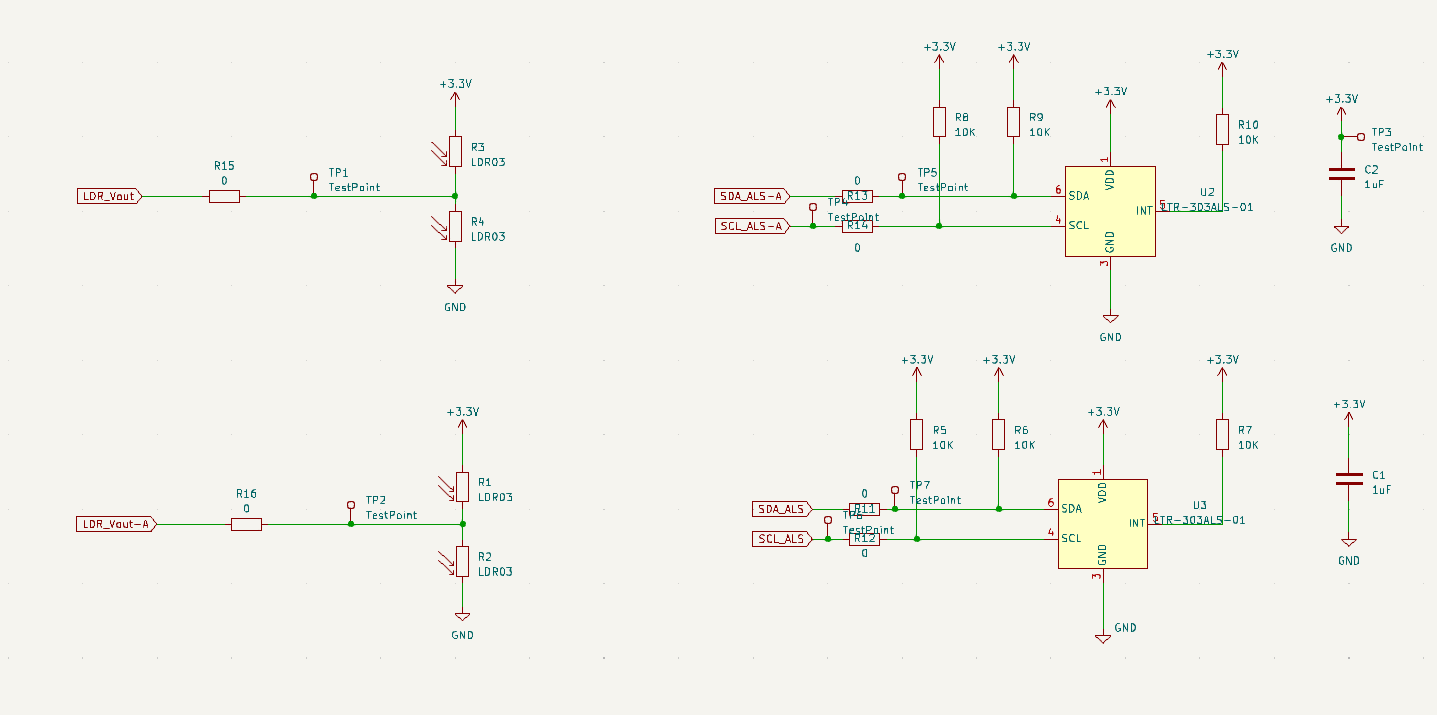 +3.3V
R3
LDR03
R15
0
TP1
TestPoint
LDR_Vout
R4
LDR03
GND
+3.3V
+3.3V
+3.3V
+3.3V
+3.3V
R8
10K
R9
10K
R10
10K
TP3
TestPoint
C2
1uF
GND
1
VDD
0
TP5
TestPoint
SDA_ALS-A
R13
6
SDA
U2
LTR-303ALS-01
INT
5
TP4
TestPoint
SCL_ALS-A
R14
0
4
SCL
GND
3
GND
+3.3V
R1
LDR03
R16
0
TP2
TestPoint
LDR_Vout-A
R2
LDR03
GND
+3.3V
+3.3V
+3.3V
+3.3V
+3.3V
R5
10K
R6
10K
R7
10K
C1
1uF
GND
1
VDD
0
TP7
TestPoint
SDA_ALS
R11
6
SDA
U3
LTR-303ALS-01
INT
5
TP6
TestPoint
SCL_ALS
R12
0
4
SCL
GND
3
GND